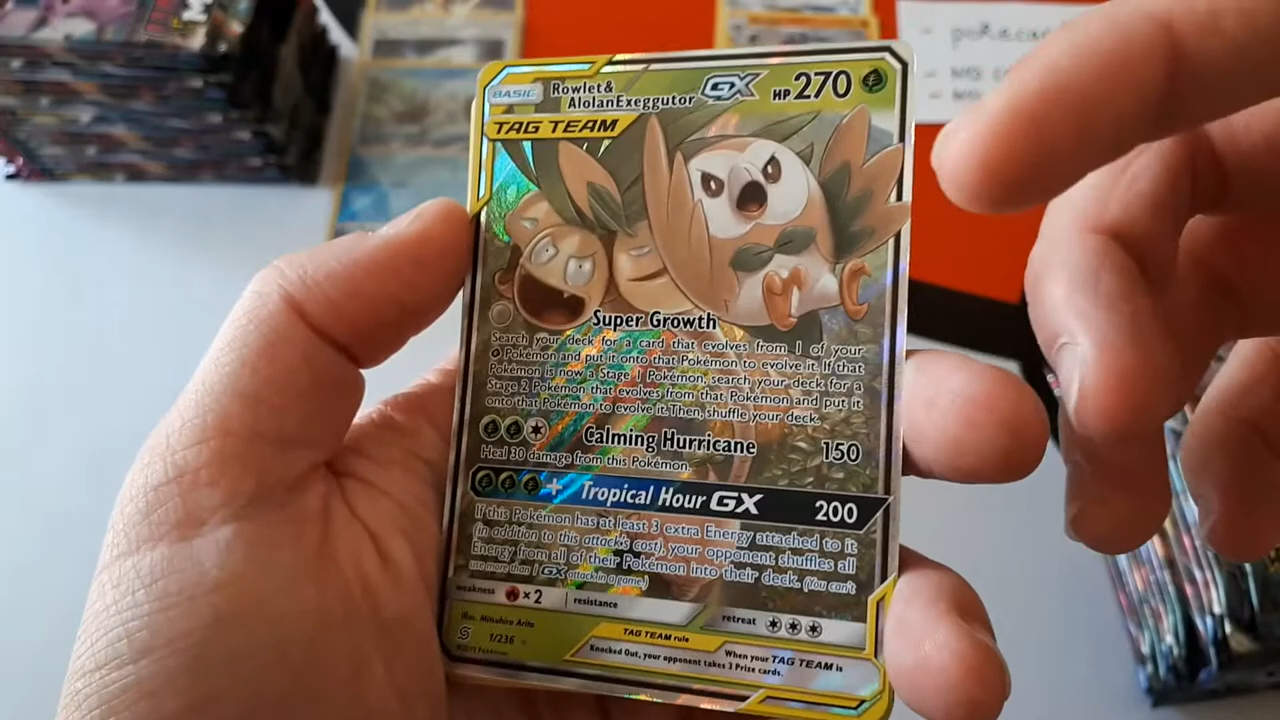 BASIC
Rowlet&
AlolanExeggutor
GX
HP270
TAG TEAM
Super Growth
Search your deck for a card that evolves from 1 of your
Pokémon and put it onto that Pokémon to evolve it. If that
Pokémon is now a Stage 1 Pokémon, search your deck for a
Stage 2 Pokémon that evolves from that Pokémon and put it
onto that Pokémon to evolve it. Then, shuffle your deck.
Calming Hurricane 150
Heal 30 damage from this Pokémon.
+ Tropical Hour GX 200
If this Pokémon has at least 3 extra Energy attached to it
(in addition to this attack's cost), your opponent shuffles all
Energy from all of their Pokémon into their deck. (You can't
use more than 1 GX attack in a game.)
weakness ×2 resistance retreat
Illus. Mitsuhiro Arita
1/236
©2019 Pokémon
TAG TEAM rule
When your TAG TEAM is
Knocked Out, your opponent takes 3 Prize cards.